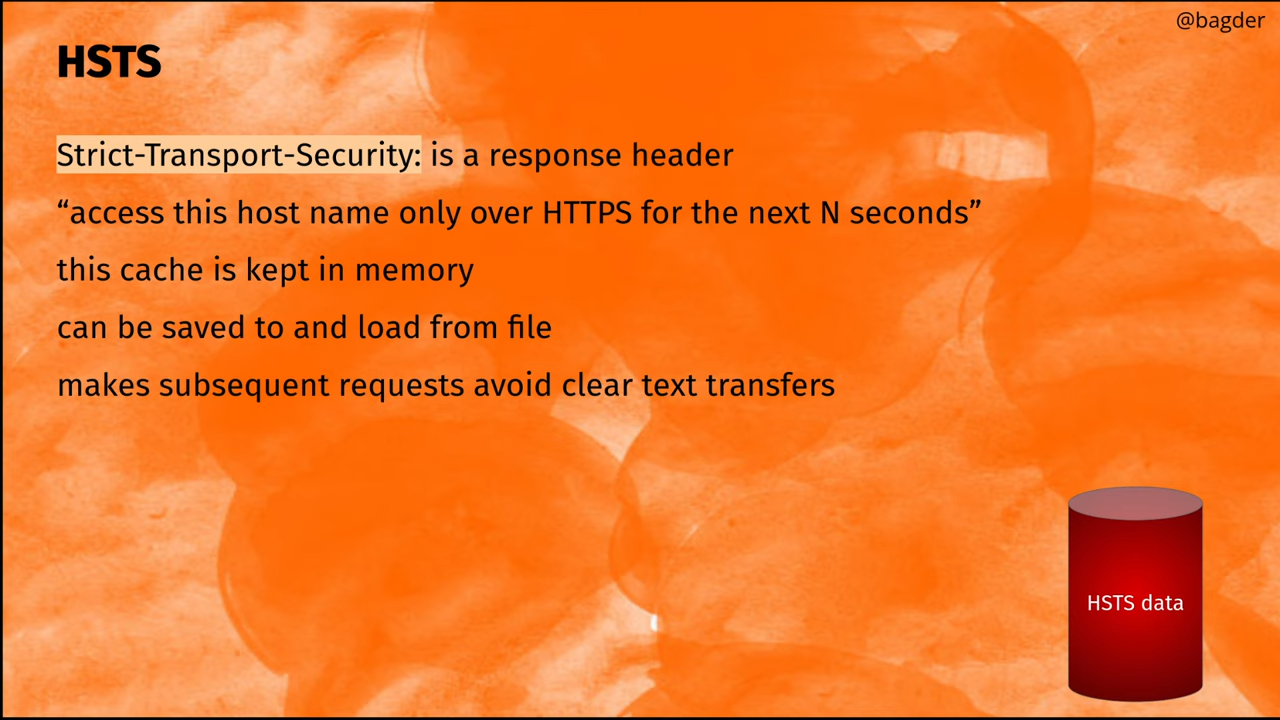 @bagder
HSTS
Strict-Transport-Security: is a response header
“access this host name only over HTTPS for the next N seconds”
this cache is kept in memory
can be saved to and load from file
makes subsequent requests avoid clear text transfers
HSTS data